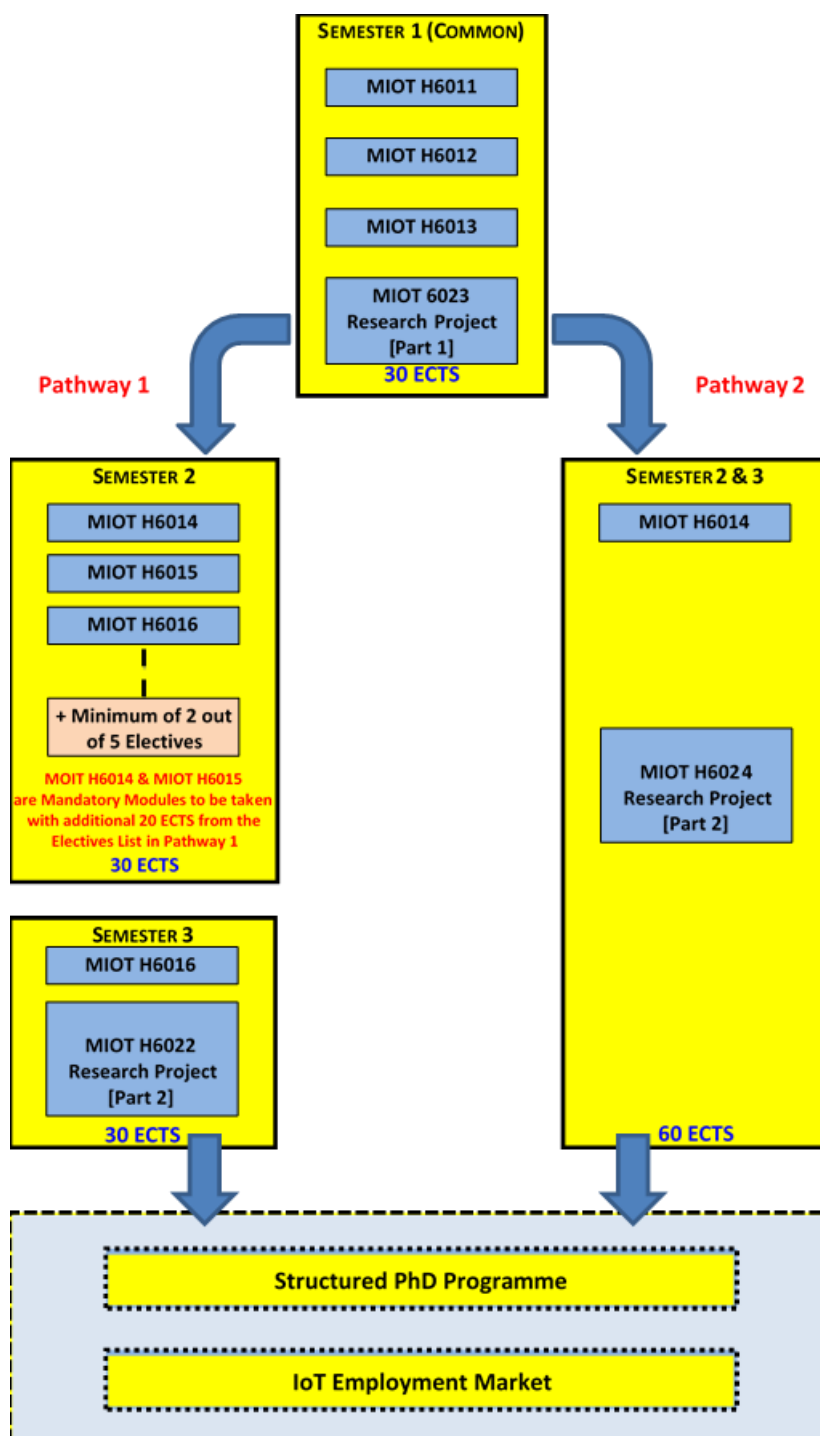 SEMESTER 1 (COMMON)
MIOT H6011
MIOT H6012
MIOT H6013
MIOT 6023
Research Project
[Part 1]
30 ECTS
Pathway 1
Pathway 2
SEMESTER 2
MIOT H6014
MIOT H6015
MIOT H6016
+ Minimum of 2 out
of 5 Electives
MOIT H6014 & MIOT H6015
are Mandatory Modules to be taken
with additional 20 ECTS from the
Electives List in Pathway 1
30 ECTS
SEMESTER 3
MIOT H6016
MIOT H6022
Research Project
[Part 2]
30 ECTS
SEMESTER 2 & 3
MIOT H6014
MIOT H6024
Research Project
[Part 2]
60 ECTS
Structured PhD Programme
IoT Employment Market